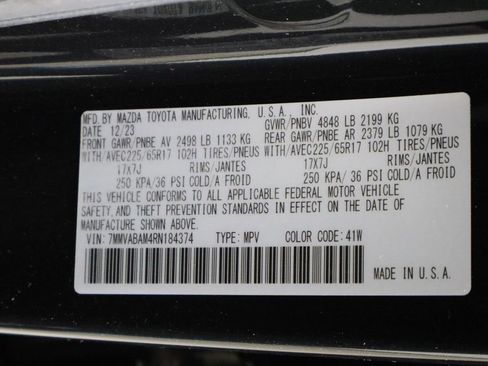 MFD. BY MAZDA TOYOTA MANUFACTURING, U.S.A., INC.
DATE 12/23 GVWR/PNBV 4848 LB 2199 KG
FRONT GAWR/PNBE AV 2498 LB 1133 KG REAR GAWR/PNBE AR 2379 LB 1079 KG
WITH/AVEC225/65R17 102H TIRES/PNEUS WITH/AVEC225/65R17 102H TIRES/PNEUS
17X7J RIMS/JANTES 17X7J RIMS/JANTES
250 KPA/36 PSI COLD/A FROID 250 KPA/ 36 PSI COLD/A FROID
THIS VEHICLE CONFORMS TO ALL APPLICABLE FEDERAL MOTOR VEHICLE
SAFETY, AND THEFT PREVENTION STANDARDS IN EFFECT ON THE DATE OF
MANUFACTURE SHOWN ABOVE.
VIN: 7MMVABAM4RN184374 TYPE: MPV COLOR CODE: 41W
MADE IN U.S.A.